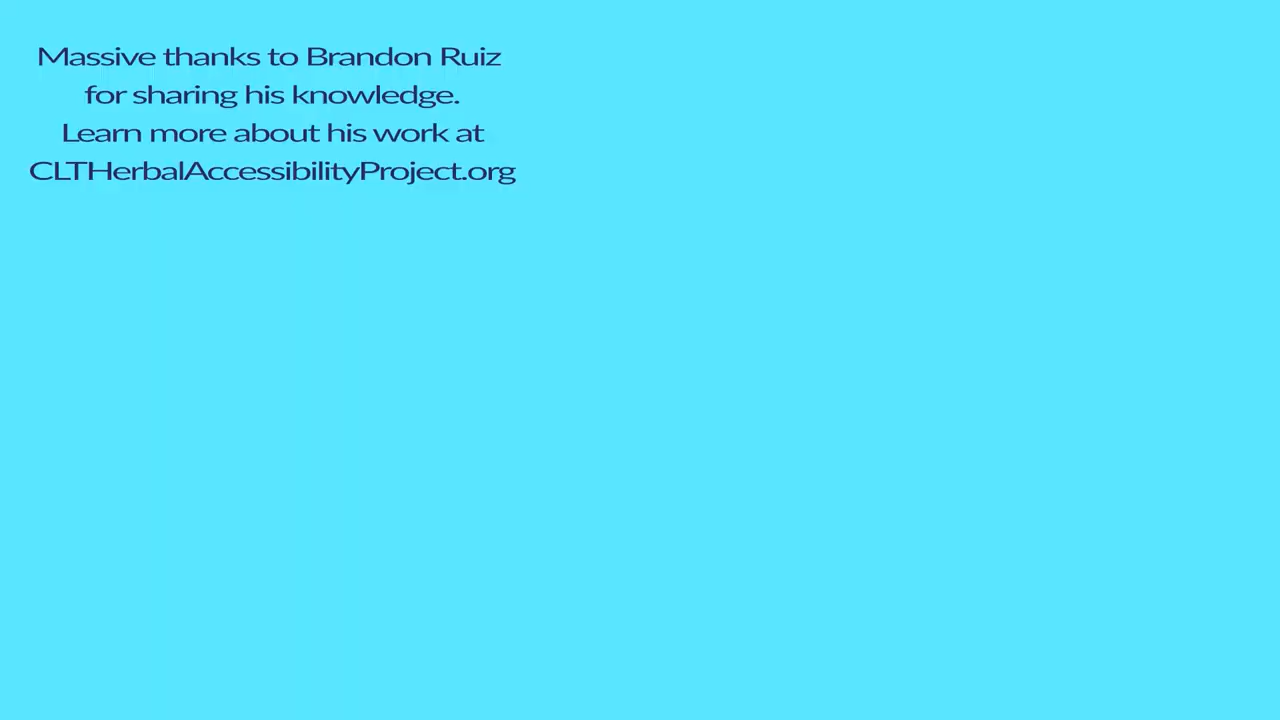 Massive thanks to Brandon Ruiz
for sharing his knowledge.
Learn more about his work at
CLTHerbalAccessibilityProject.org